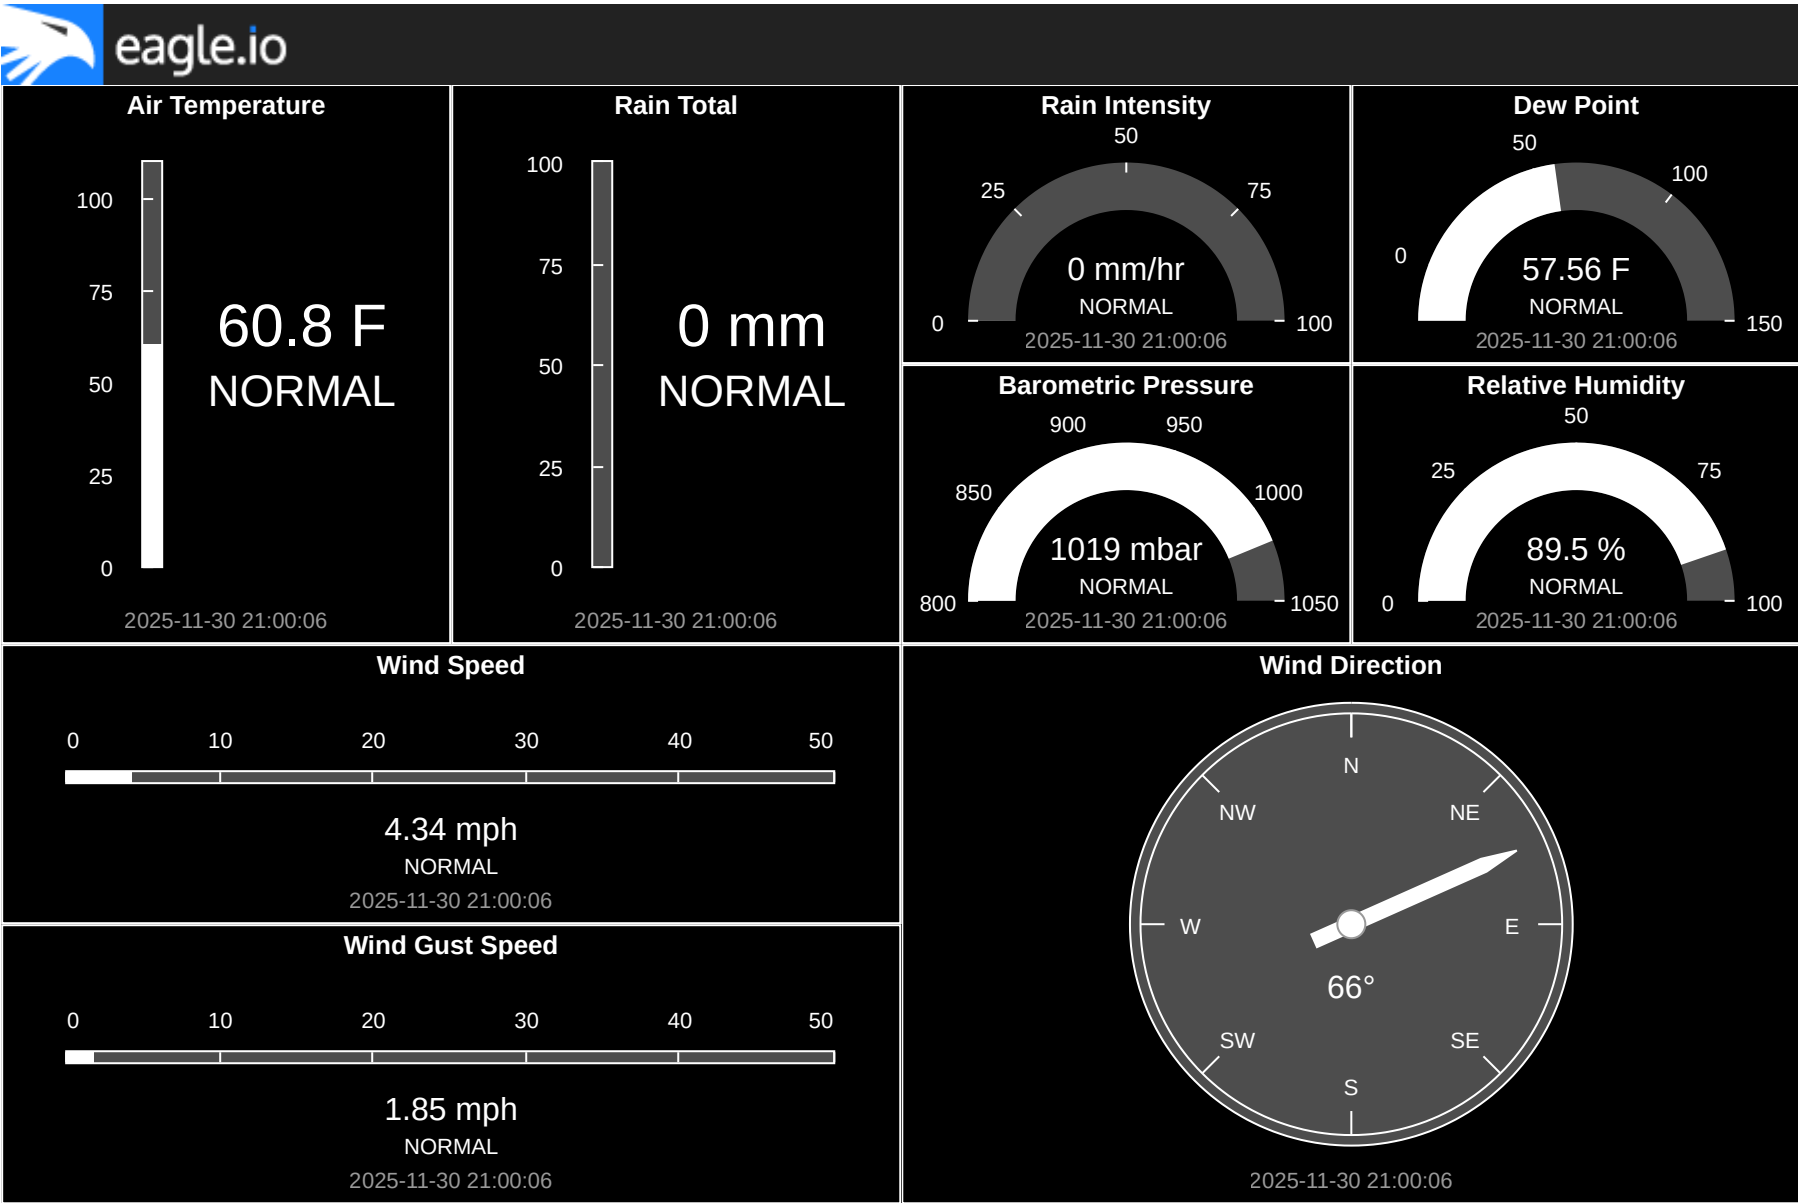 eagle.io
Air Temperature
100
75
50
25
0
60.8 F
NORMAL
2025-11-30 21:00:06
Rain Total
100
75
50
25
0
0 mm
NORMAL
2025-11-30 21:00:06
Rain Intensity
50
25
75
0
100
0 mm/hr
NORMAL
2025-11-30 21:00:06
Dew Point
50
100
0
150
57.56 F
NORMAL
2025-11-30 21:00:06
Barometric Pressure
900
950
850
1000
800
1050
1019 mbar
NORMAL
2025-11-30 21:00:06
Relative Humidity
50
25
75
0
100
89.5 %
NORMAL
2025-11-30 21:00:06
Wind Speed
0 10 20 30 40 50
4.34 mph
NORMAL
2025-11-30 21:00:06
Wind Gust Speed
0 10 20 30 40 50
1.85 mph
NORMAL
2025-11-30 21:00:06
Wind Direction
N
NW NE
W E
66°
SW SE
S
2025-11-30 21:00:06